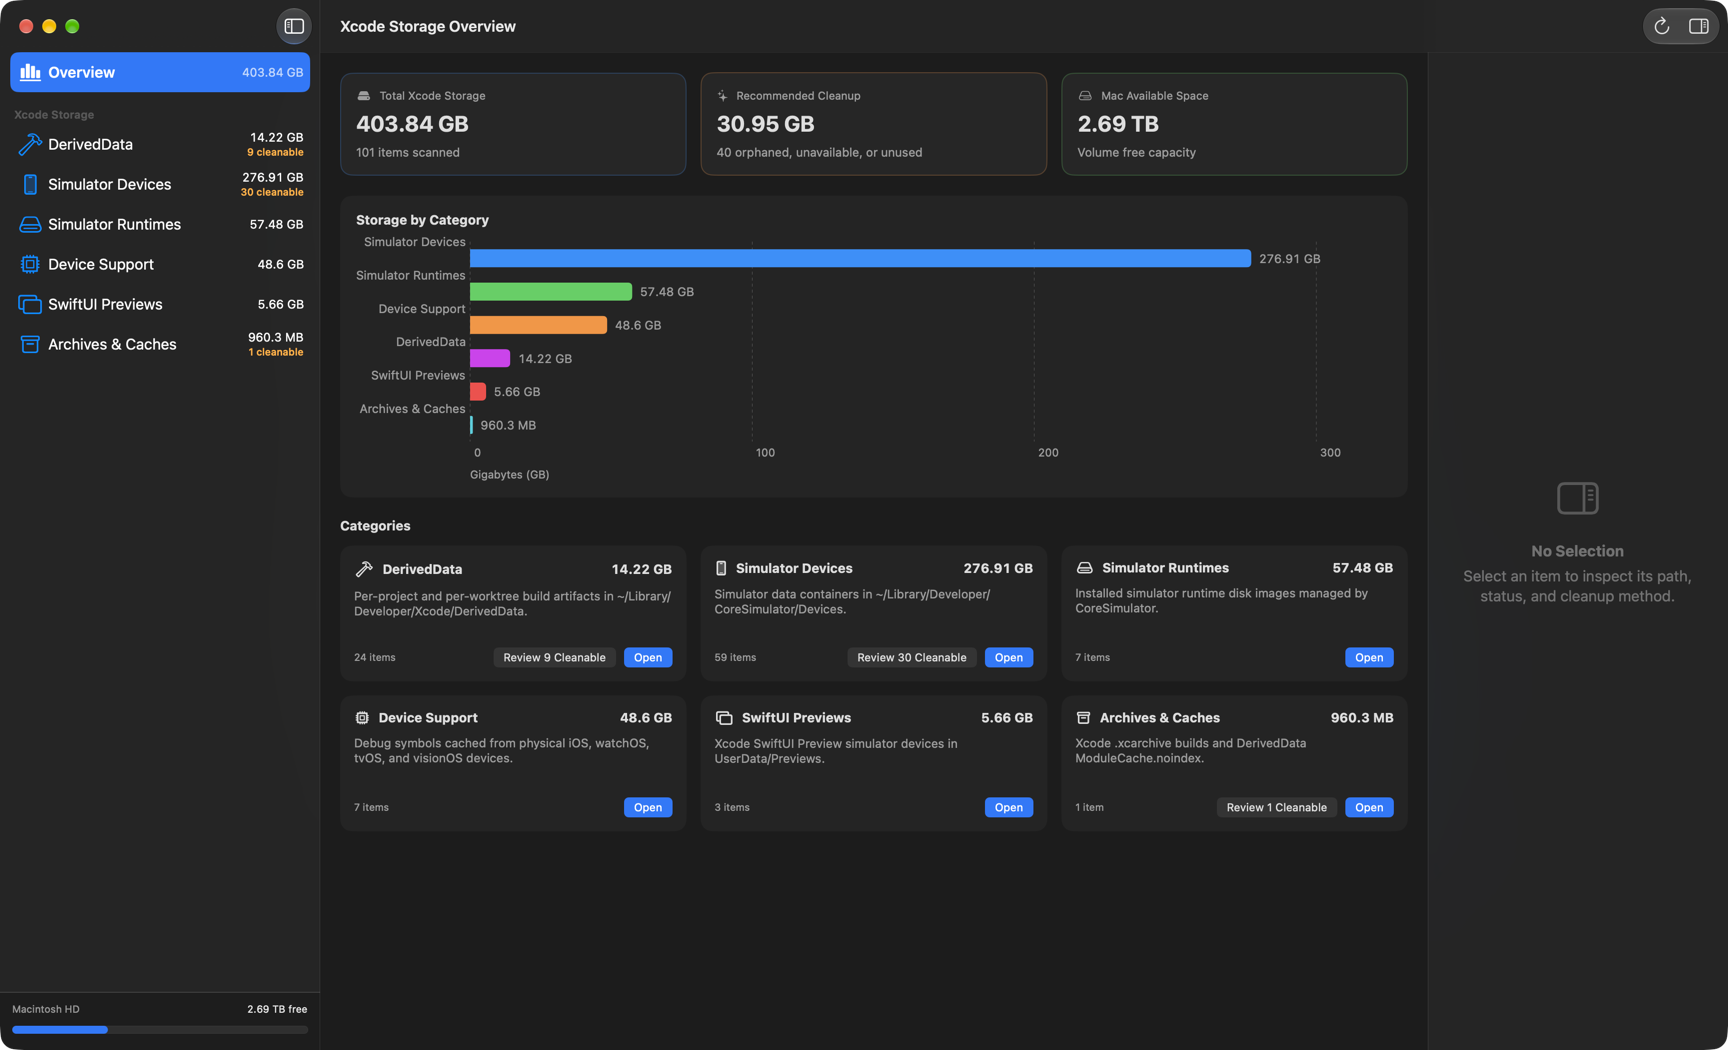 Xcode Storage Overview
Overview
403.84 GB
Xcode Storage
DerivedData
14.22 GB
9 cleanable
Simulator Devices
276.91 GB
30 cleanable
Simulator Runtimes
57.48 GB
Device Support
48.6 GB
SwiftUI Previews
5.66 GB
Archives & Caches
960.3 MB
1 cleanable
Macintosh HD
2.69 TB free
Total Xcode Storage
403.84 GB
101 items scanned
Recommended Cleanup
30.95 GB
40 orphaned, unavailable, or unused
Mac Available Space
2.69 TB
Volume free capacity
Storage by Category
Simulator Devices
276.91 GB
Simulator Runtimes
57.48 GB
Device Support
48.6 GB
DerivedData
14.22 GB
SwiftUI Previews
5.66 GB
Archives & Caches
960.3 MB
0
100
200
300
Gigabytes (GB)
Categories
DerivedData
14.22 GB
Per-project and per-worktree build artifacts in ~/Library/
Developer/Xcode/DerivedData.
24 items
Review 9 Cleanable
Open
Simulator Devices
276.91 GB
Simulator data containers in ~/Library/Developer/
CoreSimulator/Devices.
59 items
Review 30 Cleanable
Open
Simulator Runtimes
57.48 GB
Installed simulator runtime disk images managed by
CoreSimulator.
7 items
Open
Device Support
48.6 GB
Debug symbols cached from physical iOS, watchOS,
tvOS, and visionOS devices.
7 items
Open
SwiftUI Previews
5.66 GB
Xcode SwiftUI Preview simulator devices in
UserData/Previews.
3 items
Open
Archives & Caches
960.3 MB
Xcode .xcarchive builds and DerivedData
ModuleCache.noindex.
1 item
Review 1 Cleanable
Open
No Selection
Select an item to inspect its path,
status, and cleanup method.